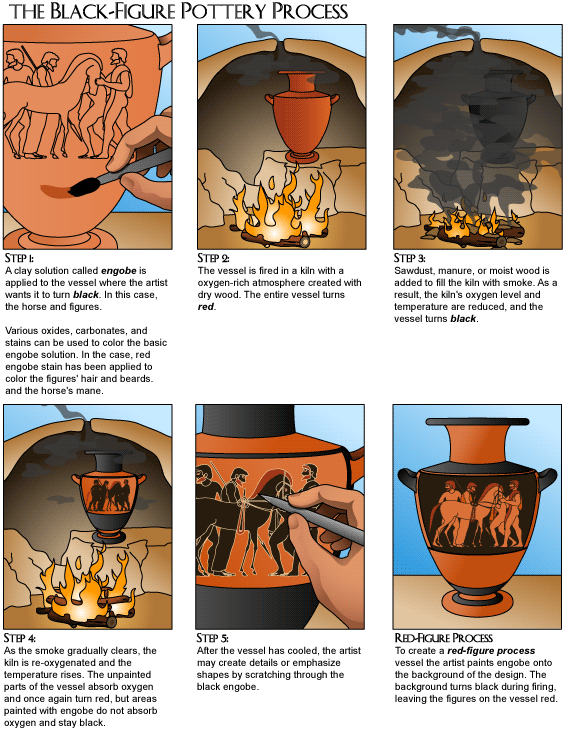 THE BLACK-FIGURE POTTERY PROCESS
STEP 1:
A clay solution called engobe is
applied to the vessel where the artist
wants it to turn black. In this case,
the horse and figures.
Various oxides, carbonates, and
stains can be used to color the basic
engobe solution. In the case, red
engobe stain has been applied to
color the figures' hair and beards.
and the horse's mane.
STEP 2:
The vessel is fired in a kiln with a
oxygen-rich atmosphere created with
dry wood. The entire vessel turns
red.
STEP 3:
Sawdust, manure, or moist wood is
added to fill the kiln with smoke. As a
result, the kiln's oxygen level and
temperature are reduced, and the
vessel turns black.
STEP 4:
As the smoke gradually clears, the
kiln is re-oxygenated and the
temperature rises. The unpainted
parts of the vessel absorb oxygen
and once again turn red, but areas
painted with engobe do not absorb
oxygen and stay black.
STEP 5:
After the vessel has cooled, the artist
may create details or emphasize
shapes by scratching through the
black engobe.
RED-FIGURE PROCESS
To create a red-figure process
vessel the artist paints engobe onto
the background of the design. The
background turns black during firing,
leaving the figures on the vessel red.